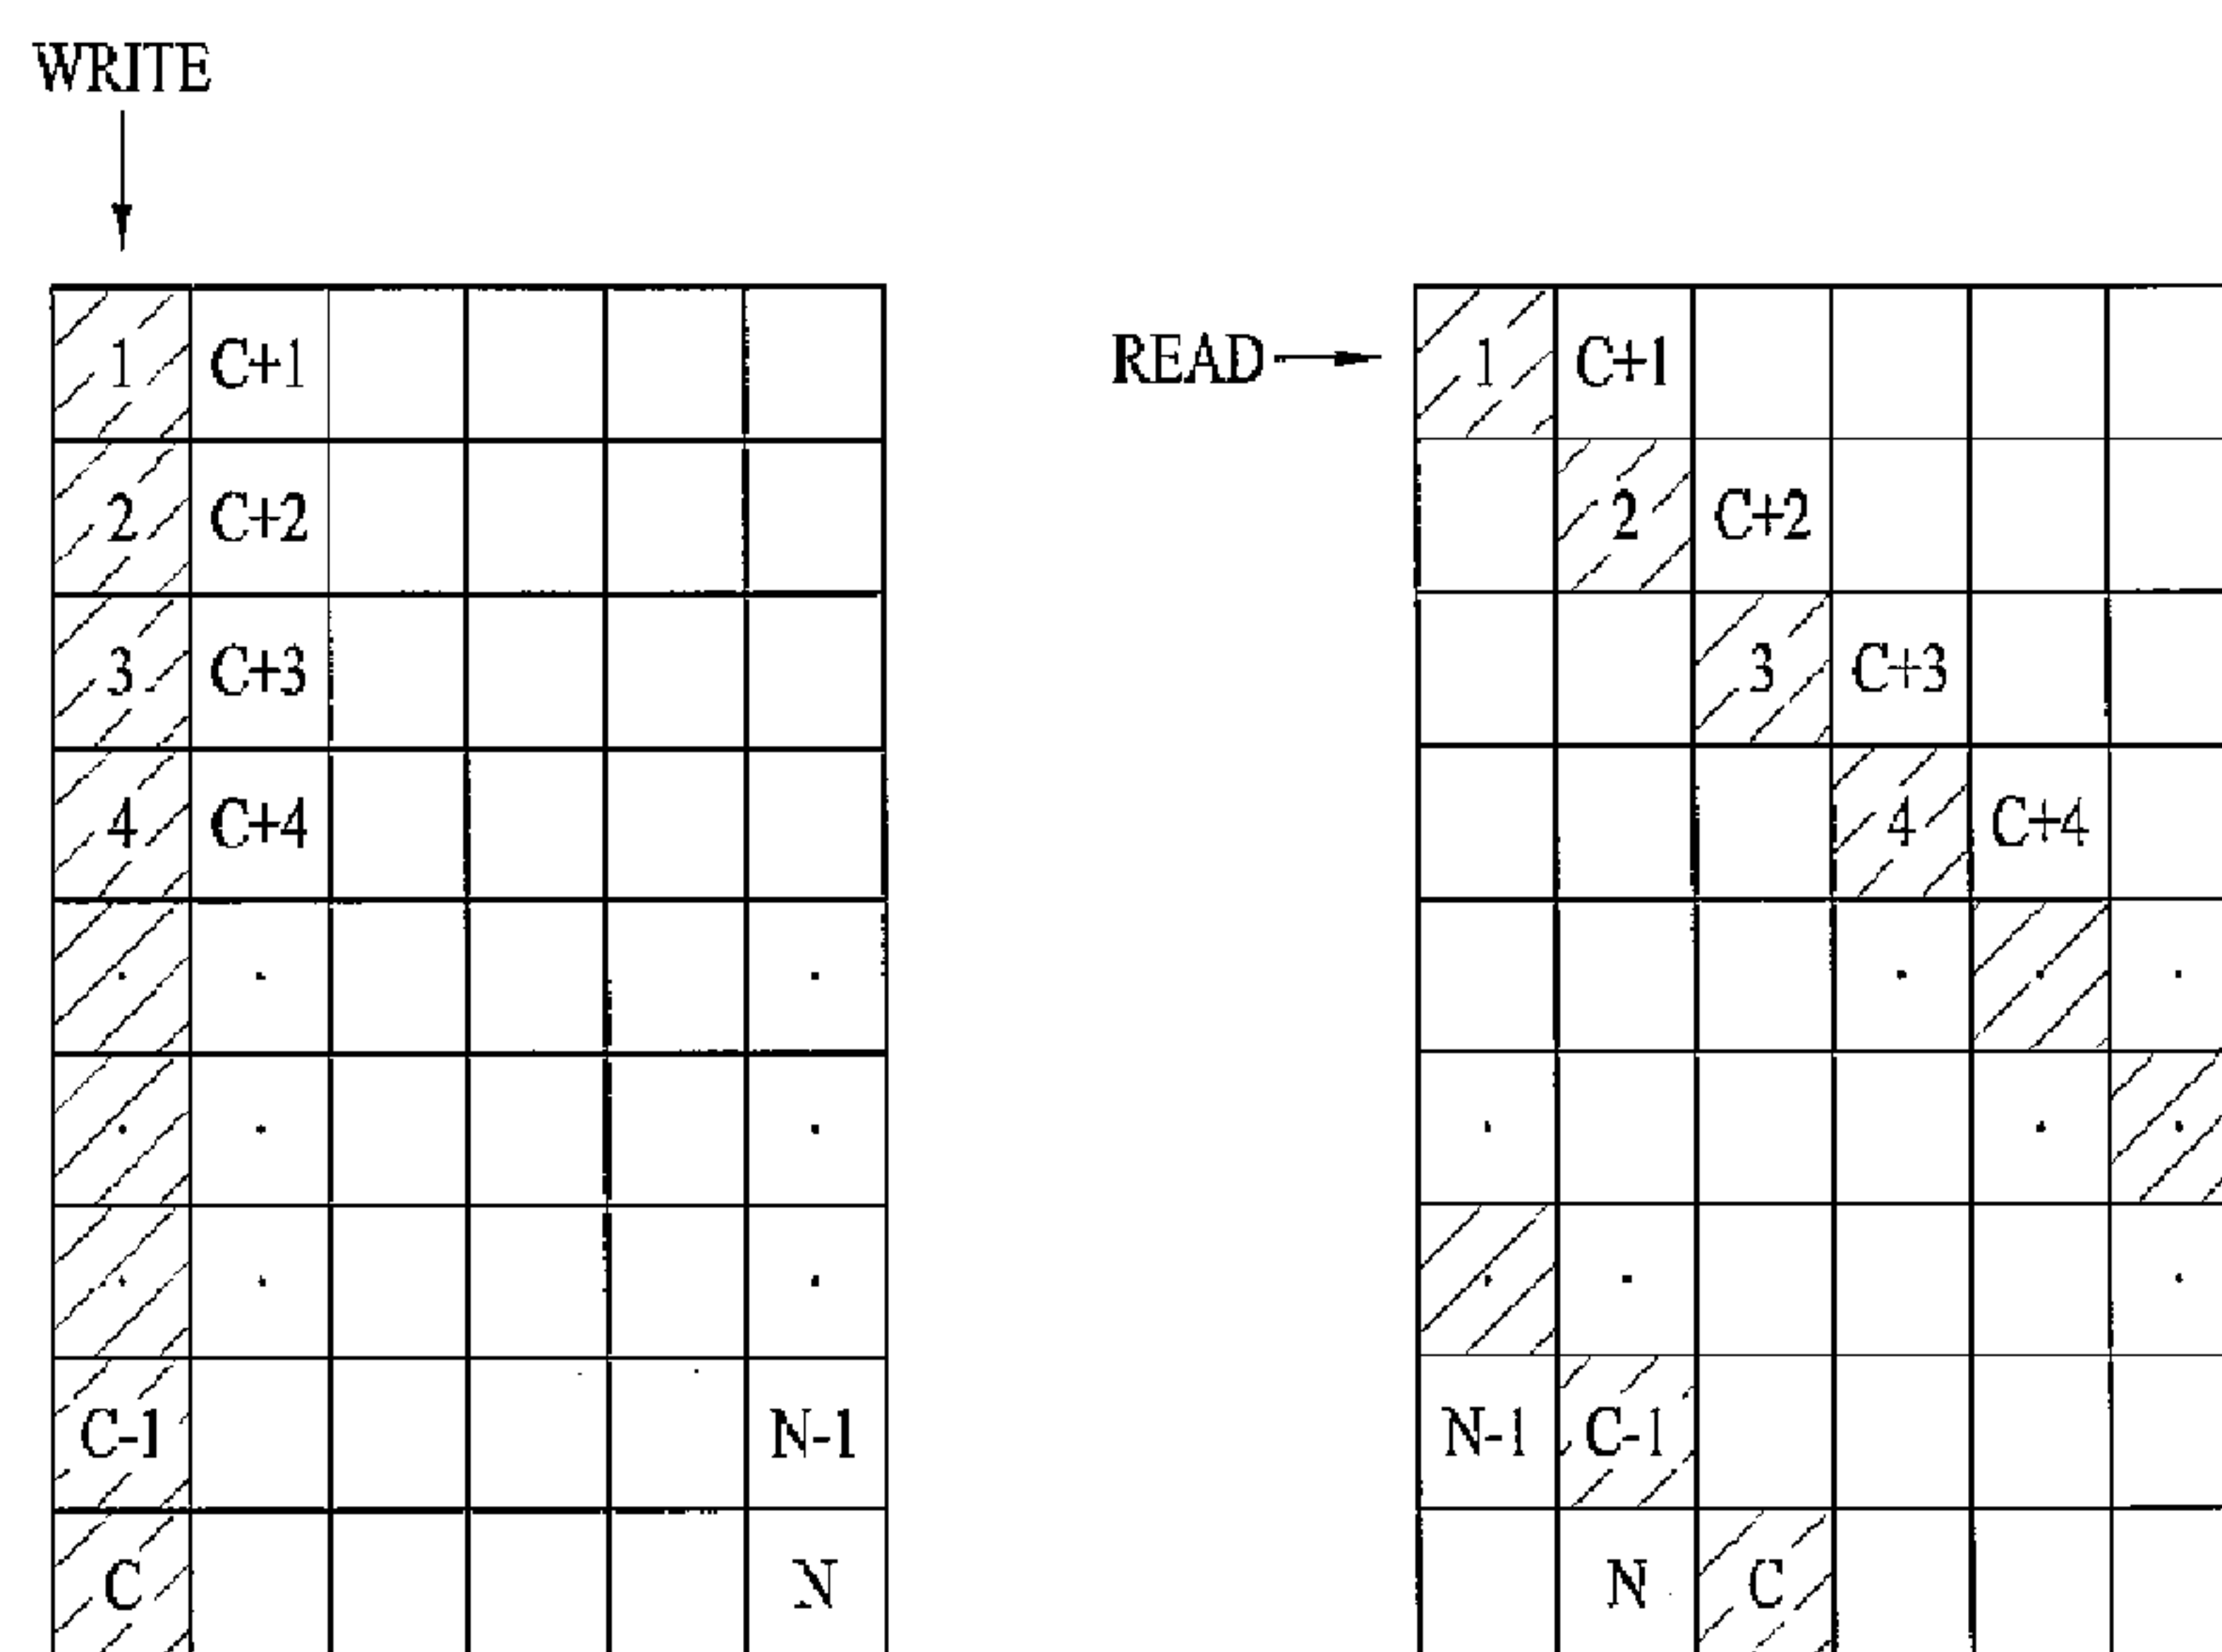 WRITE
READ
1 C+1
2 C+2
3 C+3
4 C+4
C-1 N-1
C N
1 C+1
2 C+2
3 C+3
4 C+4
N-1 C-1
N C